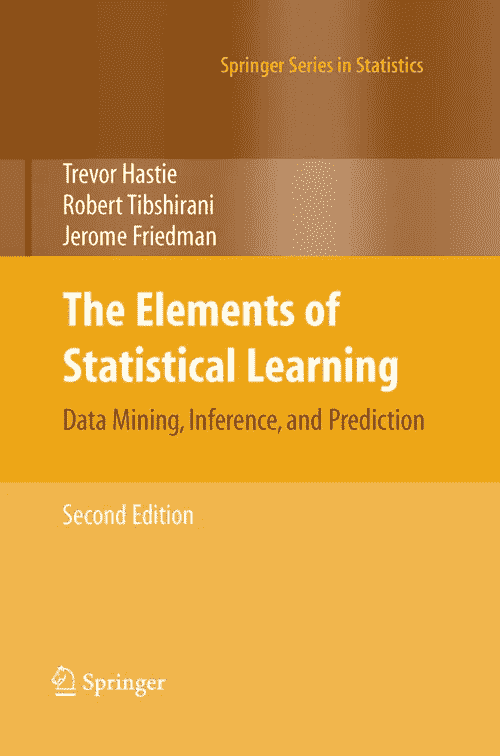 Springer Series in Statistics
Trevor Hastie
Robert Tibshirani
Jerome Friedman
The Elements of
Statistical Learning
Data Mining, Inference, and Prediction
Second Edition
Springer